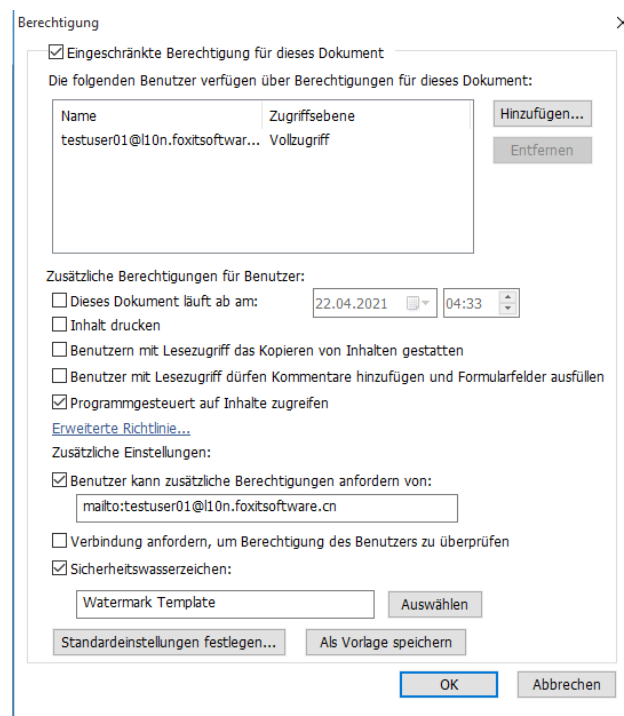 Berechtigung
Eingeschränkte Berechtigung für dieses Dokument
Die folgenden Benutzer verfügen über Berechtigungen für dieses Dokument:
Name Zugriffsebene Hinzufügen...
testuser01@l10n.foxitsoftwar... Vollzugriff
Entfernen
Zusätzliche Berechtigungen für Benutzer:
Dieses Dokument läuft ab am: 22.04.2021 04:33
Inhalt drucken
Benutzern mit Lesezugriff das Kopieren von Inhalten gestatten
Benutzer mit Lesezugriff dürfen Kommentare hinzufügen und Formularfelder ausfüllen
Programmgesteuert auf Inhalte zugreifen
Erweiterte Richtlinie...
Zusätzliche Einstellungen:
Benutzer kann zusätzliche Berechtigungen anfordern von:
mailto:testuser01@l10n.foxitsoftware.cn
Verbindung anfordern, um Berechtigung des Benutzers zu überprüfen
Sicherheitswasserzeichen:
Watermark Template Auswählen
Standardeinstellungen festlegen... Als Vorlage speichern
OK Abbrechen